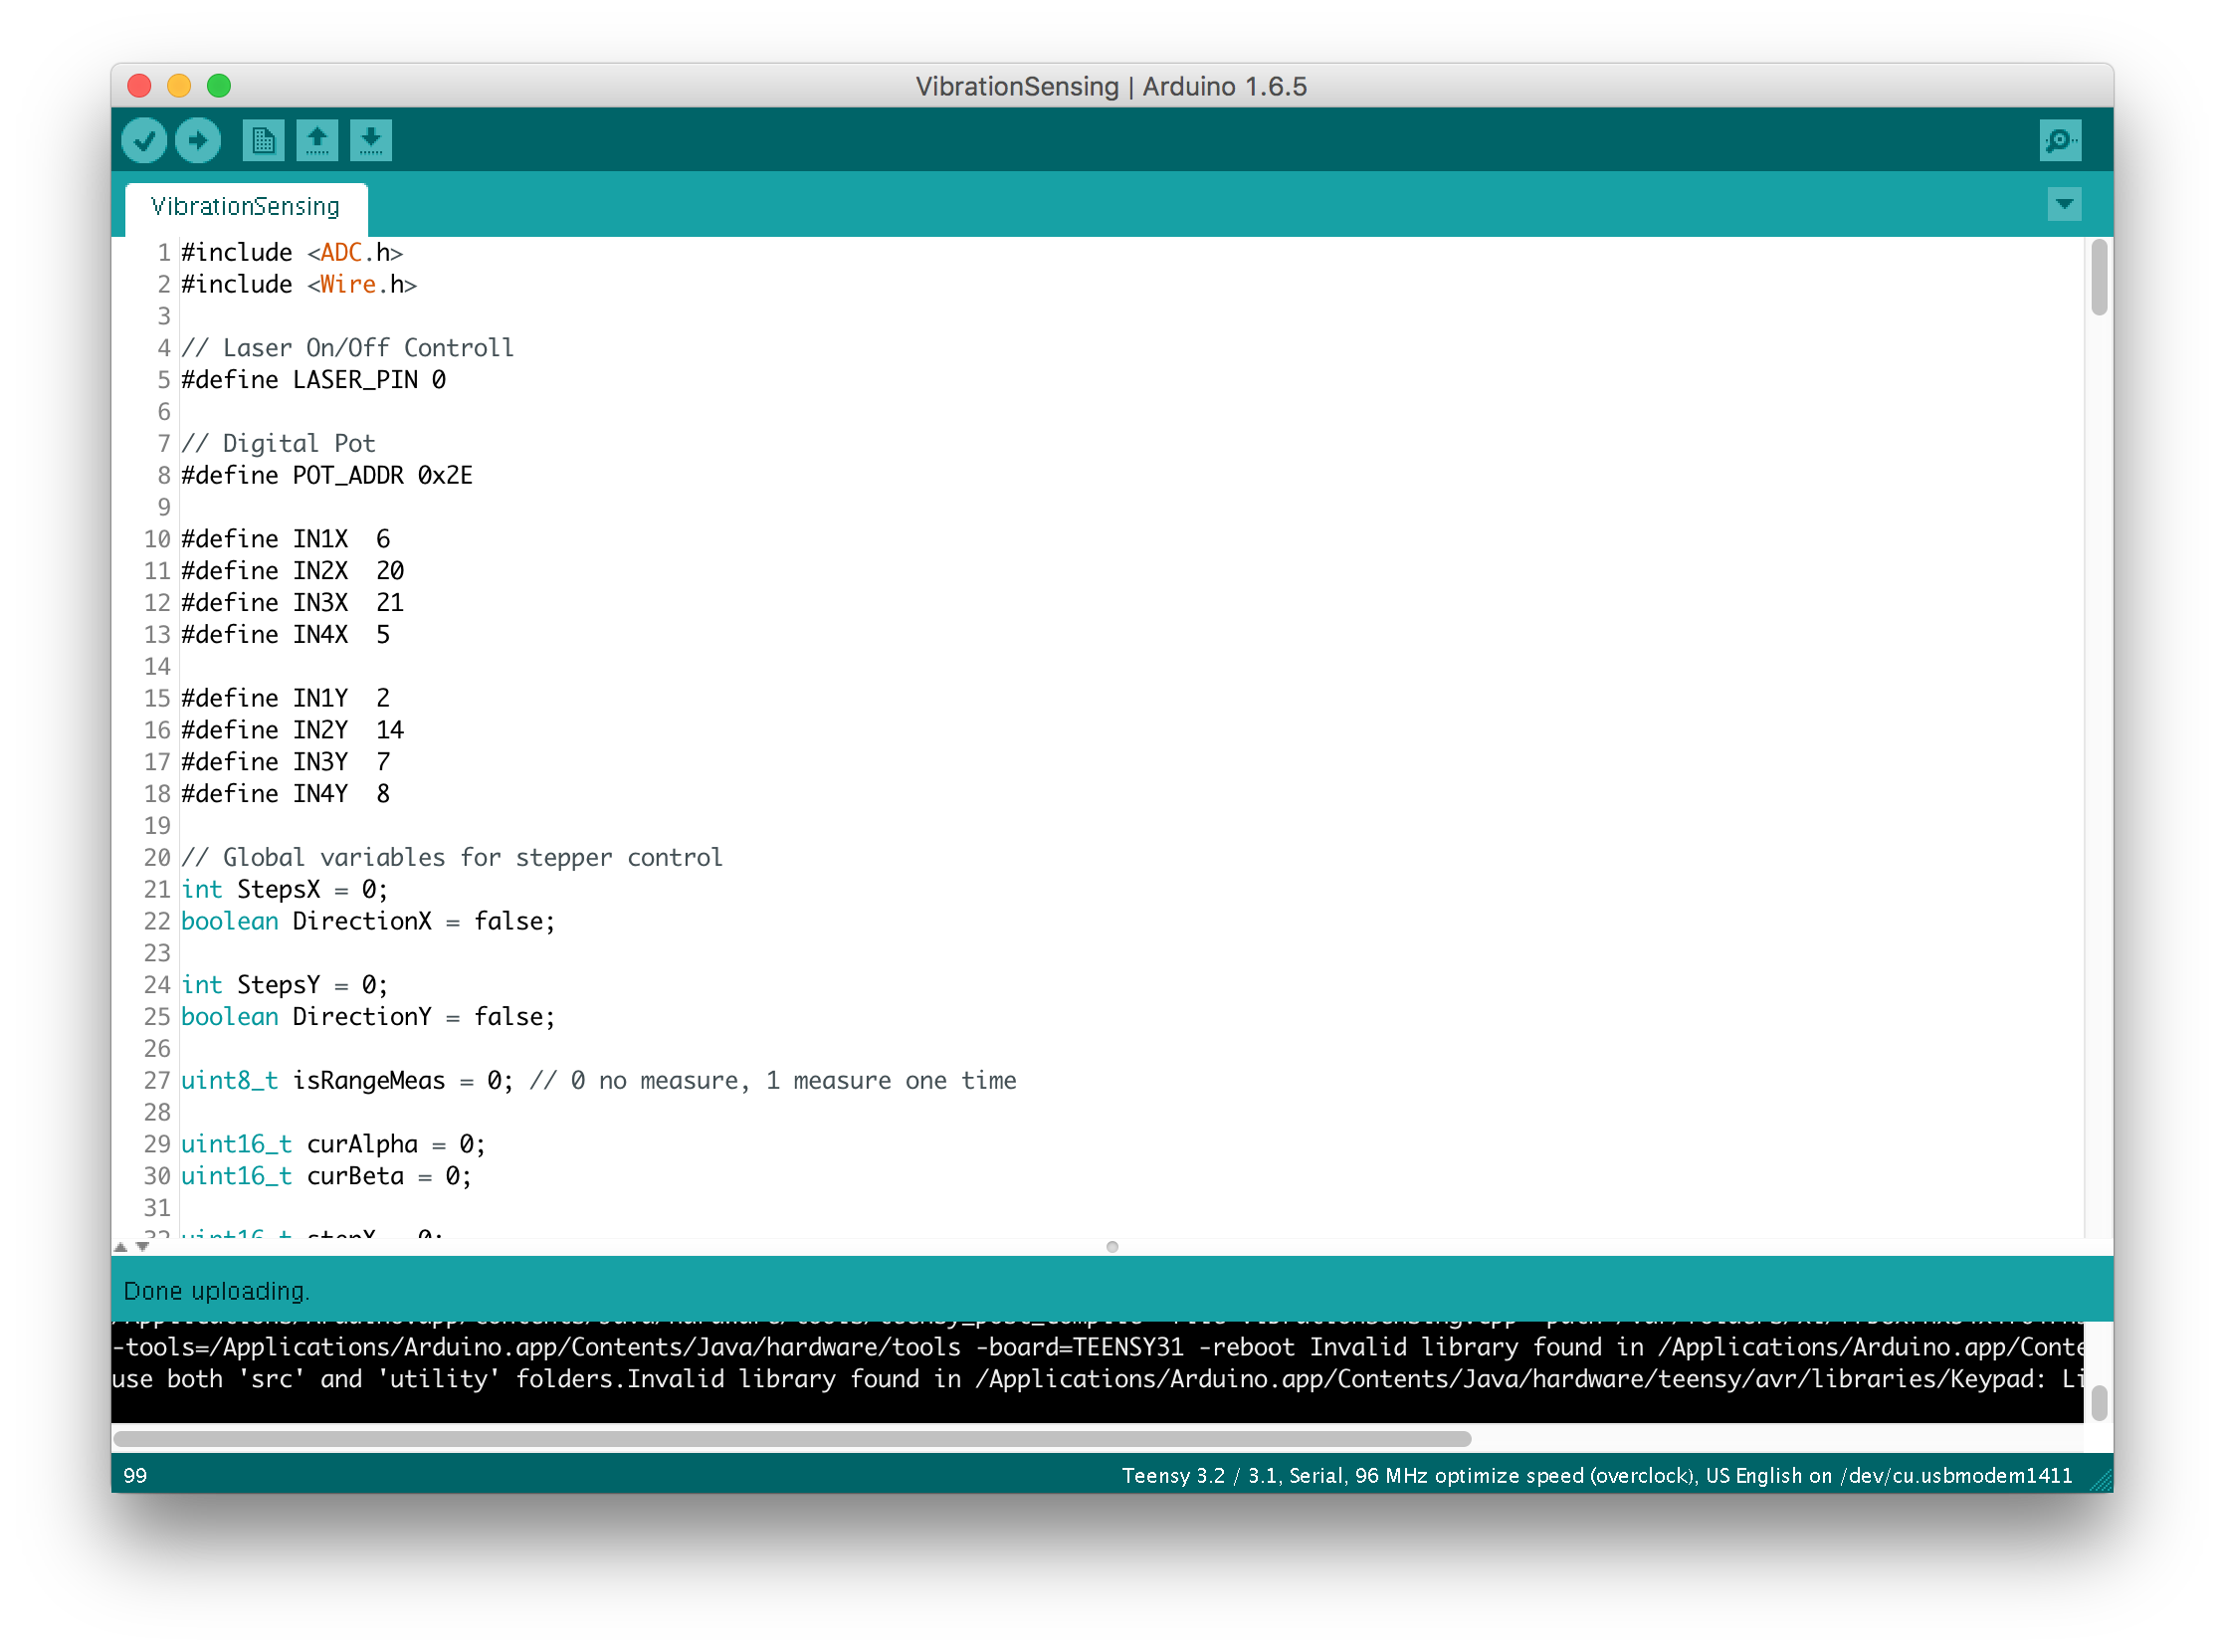 VibrationSensing | Arduino 1.6.5
VibrationSensing
1 #include <ADC.h>
2 #include <Wire.h>
3
4 // Laser On/Off Controll
5 #define LASER_PIN 0
6
7 // Digital Pot
8 #define POT_ADDR 0x2E
9
10 #define IN1X  6
11 #define IN2X  20
12 #define IN3X  21
13 #define IN4X  5
14
15 #define IN1Y  2
16 #define IN2Y  14
17 #define IN3Y  7
18 #define IN4Y  8
19
20 // Global variables for stepper control
21 int StepsX = 0;
22 boolean DirectionX = false;
23
24 int StepsY = 0;
25 boolean DirectionY = false;
26
27 uint8_t isRangeMeas = 0; // 0 no measure, 1 measure one time
28
29 uint16_t curAlpha = 0;
30 uint16_t curBeta = 0;
31
32 uint16_t stepX = 0;
Done uploading.
-tools=/Applications/Arduino.app/Contents/Java/hardware/tools -board=TEENSY31 -reboot Invalid library found in /Applications/Arduino.app/Conte
use both 'src' and 'utility' folders.Invalid library found in /Applications/Arduino.app/Contents/Java/hardware/teensy/avr/libraries/Keypad: Li
99
Teensy 3.2 / 3.1, Serial, 96 MHz optimize speed (overclock), US English on /dev/cu.usbmodem1411